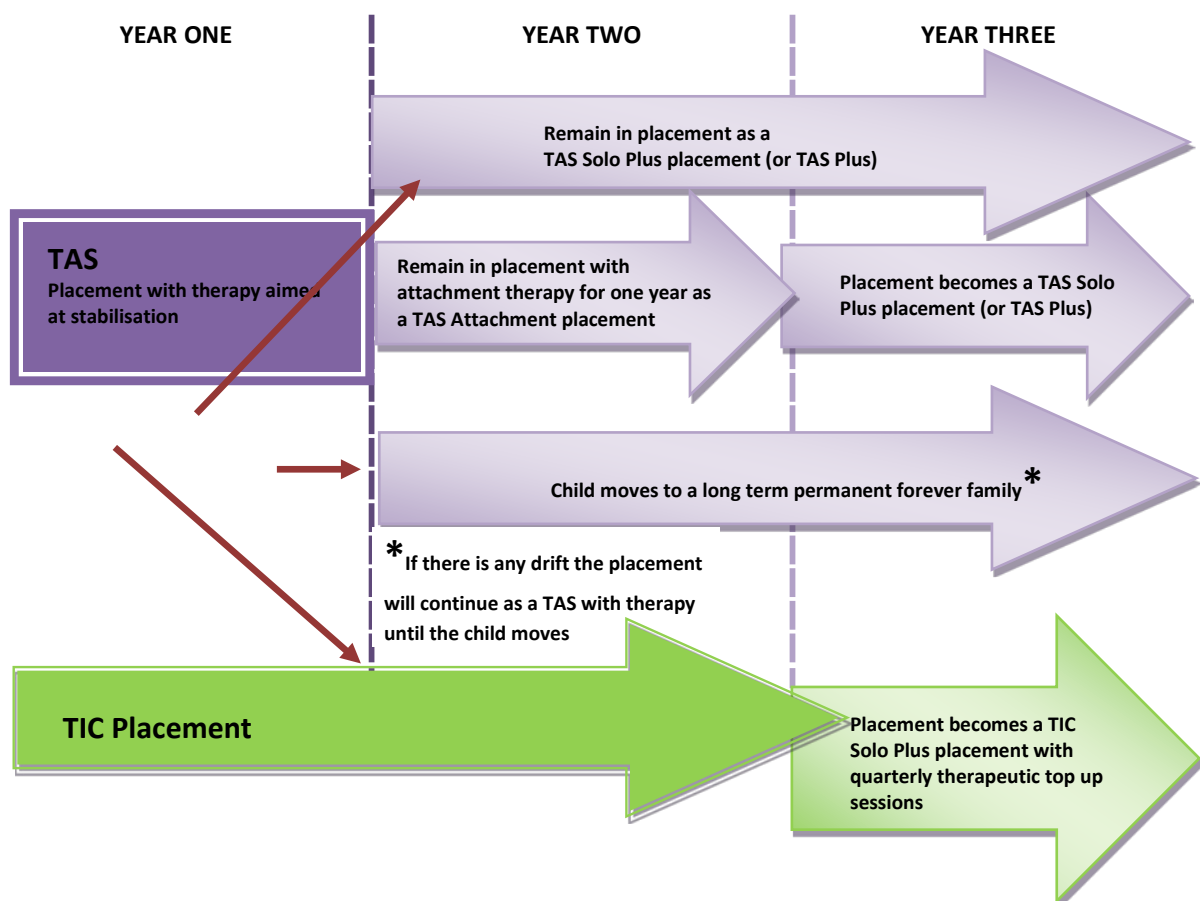 YEAR ONE
YEAR TWO
YEAR THREE
Remain in placement as a
TAS Solo Plus placement (or TAS Plus)
TAS
Placement with therapy aimed
at stabilisation
Remain in placement with
attachment therapy for one year as
a TAS Attachment placement
Placement becomes a TAS Solo
Plus placement (or TAS Plus)
Child moves to a long term permanent forever family*
*If there is any drift the placement
will continue as a TAS with therapy
until the child moves
TIC Placement
Placement becomes a TIC
Solo Plus placement with
quarterly therapeutic top up
sessions